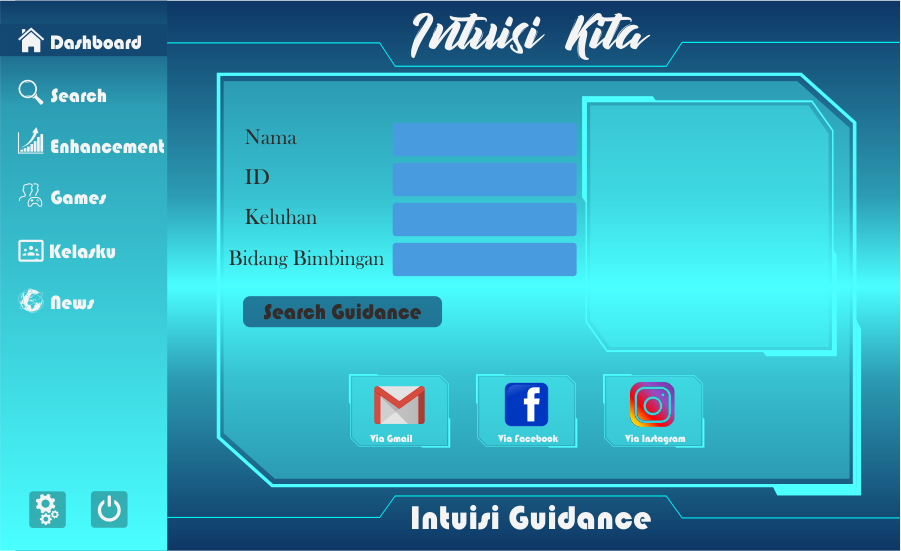 Intuisi Kita
Dashboard
Search
Enhancement
Games
Kelasku
News
Nama
ID
Keluhan
Bidang Bimbingan
Search Guidance
Via Gmail
Via Facebook
Via Instagram
Intuisi Guidance